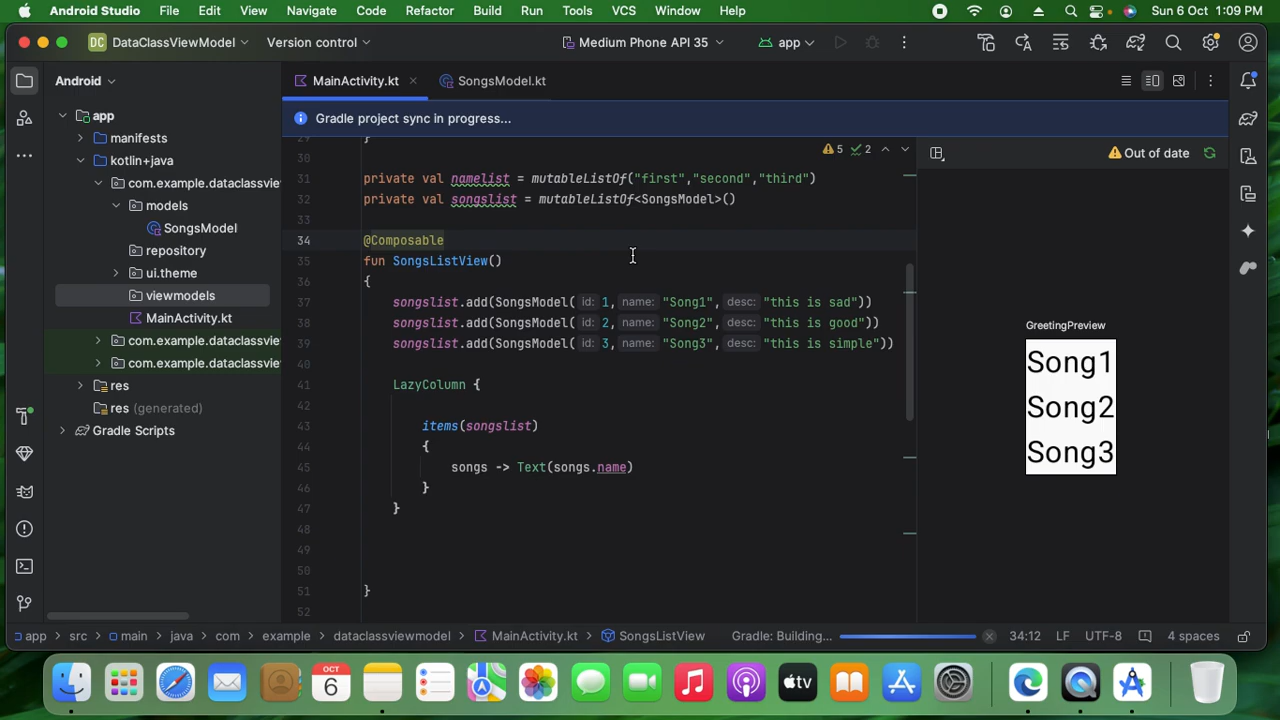 Android Studio File Edit View Navigate Code Refactor Build Run Tools VCS Window Help Sun 6 Oct 1:09 PM
DC DataClassViewModel Version control Medium Phone API 35 app
Android
MainActivity.kt SongsModel.kt
Gradle project sync in progress...
app
manifests
kotlin+java
com.example.dataclassvie
models
SongsModel
repository
ui.theme
viewmodels
MainActivity.kt
com.example.dataclassvie
com.example.dataclassvie
res
res (generated)
Gradle Scripts
5 2
29 }
30
31 private val namelist = mutableListOf("first","second","third")
32 private val songslist = mutableListOf<SongsModel>()
33
34 @Composable
35 fun SongsListView()
36 {
37 songslist.add(SongsModel( id: 1, name: "Song1", desc: "this is sad"))
38 songslist.add(SongsModel( id: 2, name: "Song2", desc: "this is good"))
39 songslist.add(SongsModel( id: 3, name: "Song3", desc: "this is simple"))
40
41 LazyColumn {
42
43 items(songslist)
44 {
45 songs -> Text(songs.name)
46 }
47 }
48
49
50
51 }
52
Out of date
GreetingPreview
Song1
Song2
Song3
app src main java com example dataclassviewmodel MainActivity.kt SongsListView Gradle: Building... 34:12 LF UTF-8 4 spaces
OCT
6
tv